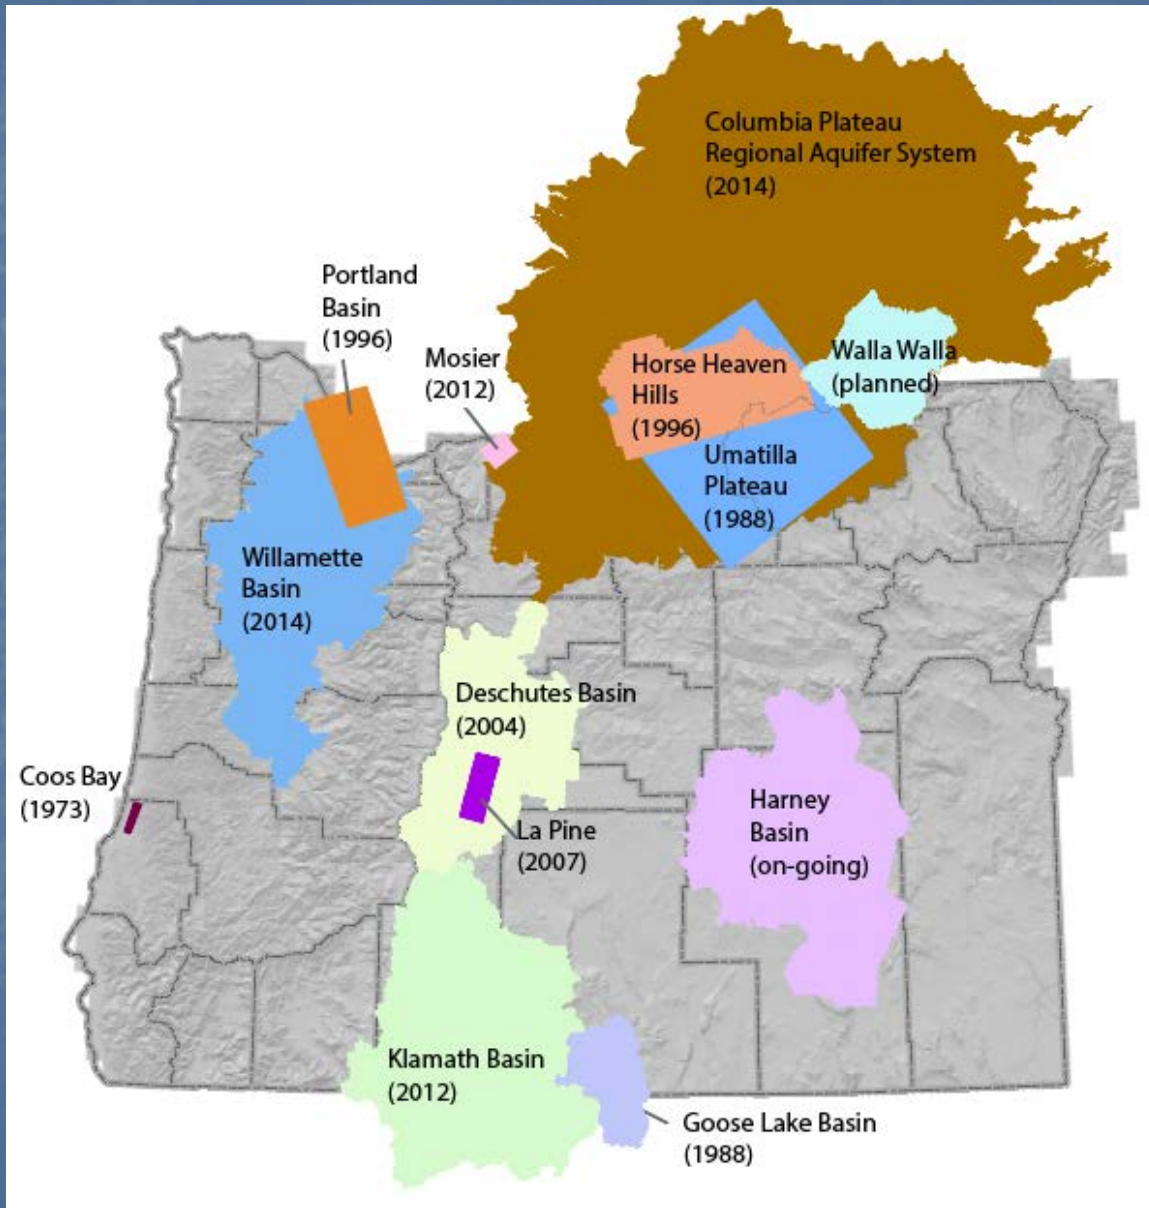 Columbia Plateau
Regional Aquifer System
(2014)
Portland
Basin
(1996)
Mosier
(2012)
Horse Heaven
Hills
(1996)
Walla Walla
(planned)
Umatilla
Plateau
(1988)
Willamette
Basin
(2014)
Deschutes Basin
(2004)
Coos Bay
(1973)
La Pine
(2007)
Harney
Basin
(on-going)
Klamath Basin
(2012)
Goose Lake Basin
(1988)